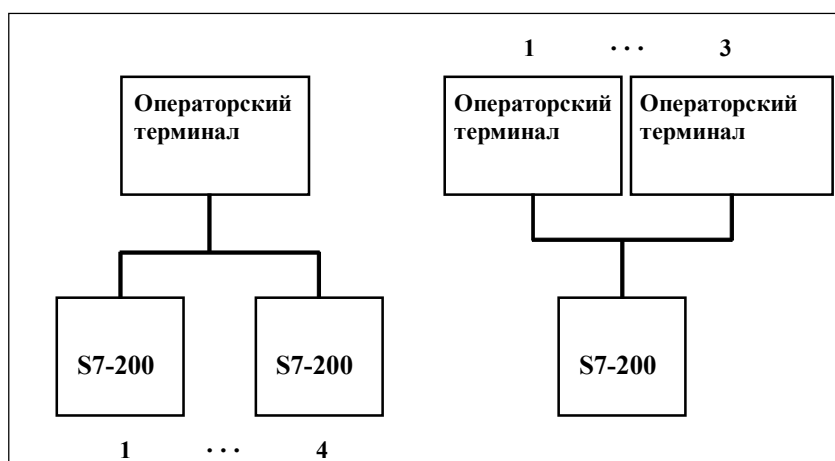 1 · · · 3
Операторский
терминал
Операторский
терминал
Операторский
терминал
S7-200
S7-200
S7-200
1 · · · 4